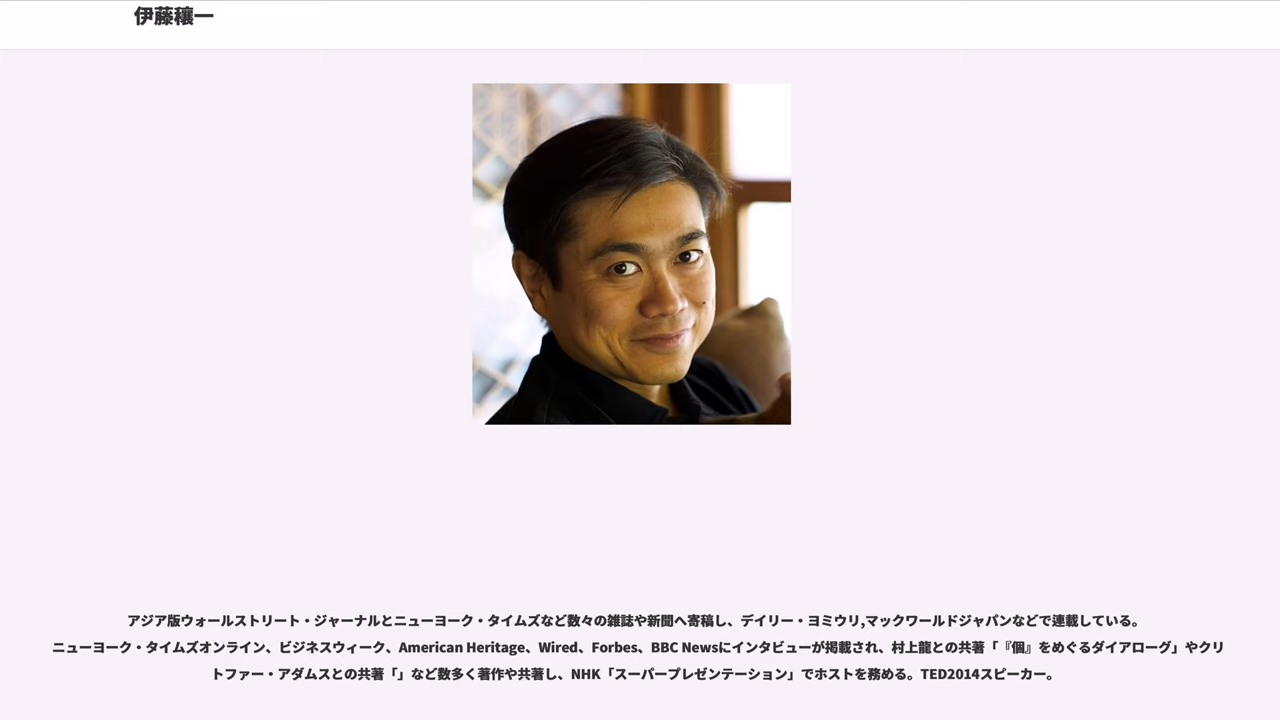 伊藤穰一
アジア版ウォールストリート・ジャーナルとニューヨーク・タイムズなど数々の雑誌や新聞へ寄稿し、デイリー・ヨミウリ,マックワールドジャパンなどで連載している。
ニューヨーク・タイムズオンライン、ビジネスウィーク、American Heritage、Wired、Forbes、BBC Newsにインタビューが掲載され、村上龍との共著「『個』をめぐるダイアローグ」やクリ
トファー・アダムスとの共著「」など数多く著作や共著し、NHK「スーパープレゼンテーション」でホストを務める。TED2014スピーカー。